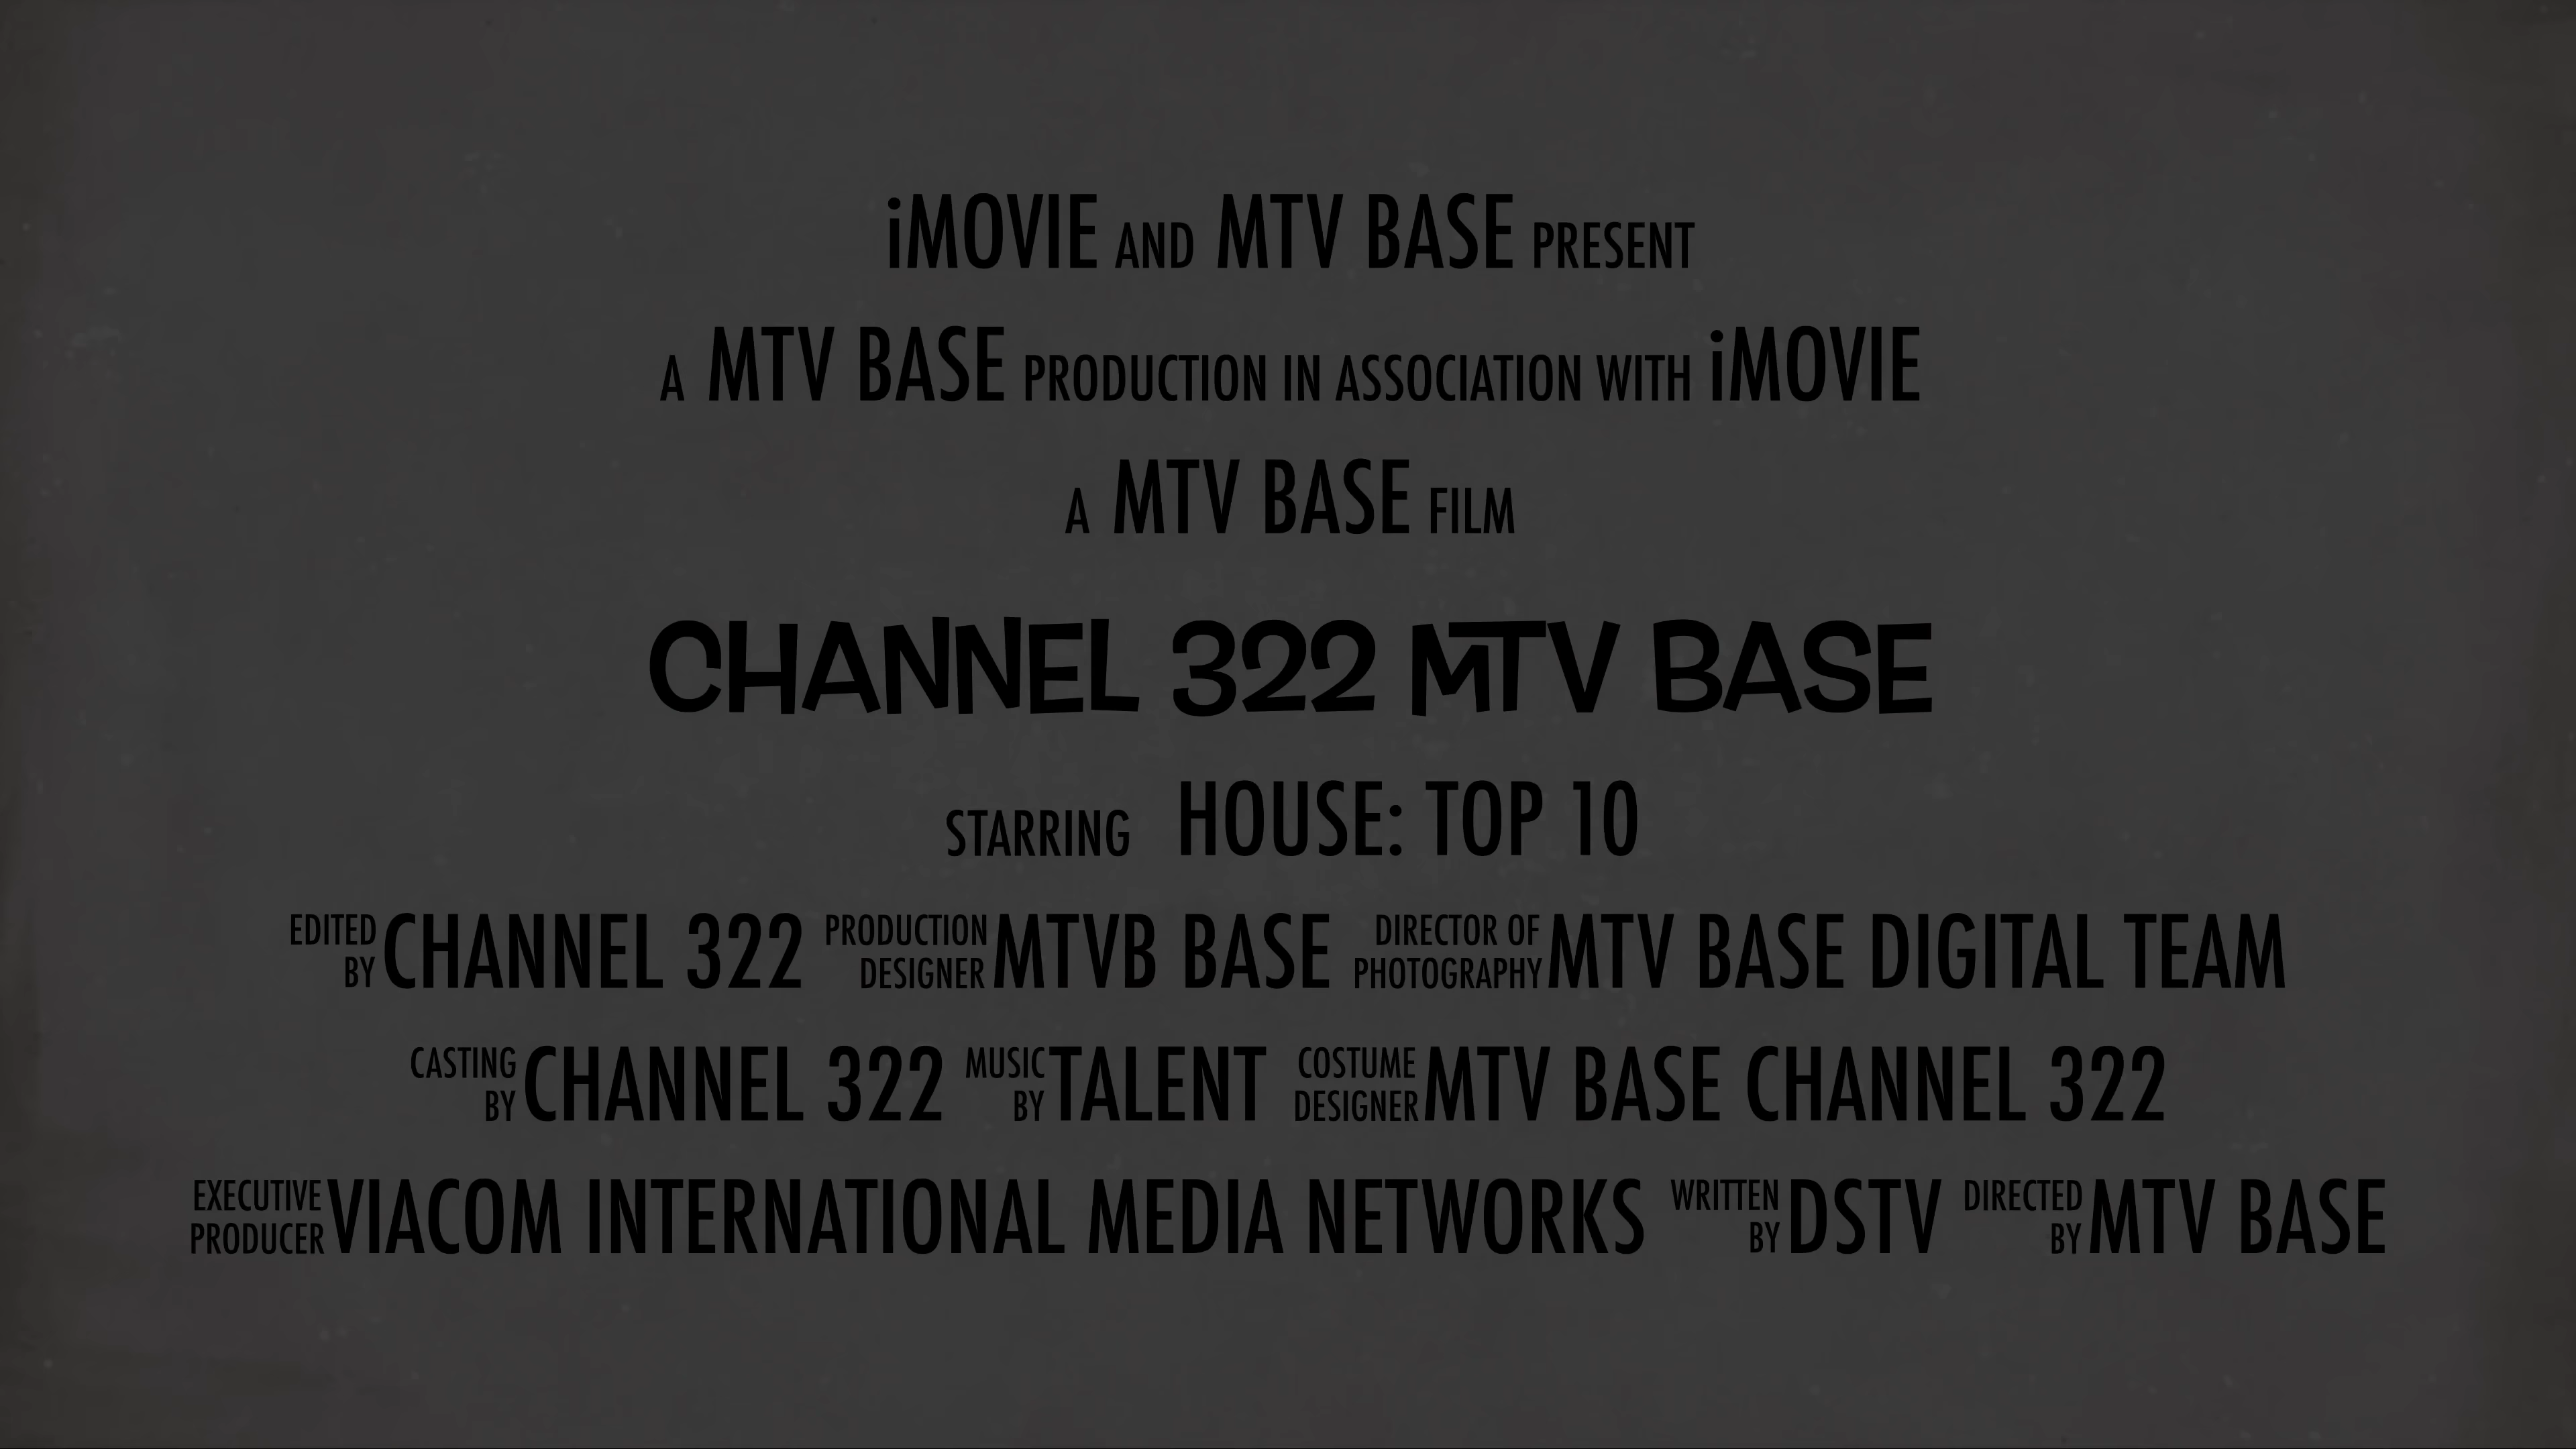 iMOVIE AND MTV BASE PRESENT
A MTV BASE PRODUCTION IN ASSOCIATION WITH iMOVIE
A MTV BASE FILM
CHANNEL 322 MTV BASE
STARRING HOUSE: TOP 10
EDITED BY CHANNEL 322 PRODUCTION DESIGNER MTVB BASE DIRECTOR OF PHOTOGRAPHY MTV BASE DIGITAL TEAM
CASTING BY CHANNEL 322 MUSIC BY TALENT COSTUME DESIGNER MTV BASE CHANNEL 322
EXECUTIVE PRODUCER VIACOM INTERNATIONAL MEDIA NETWORKS WRITTEN BY DSTV DIRECTED BY MTV BASE